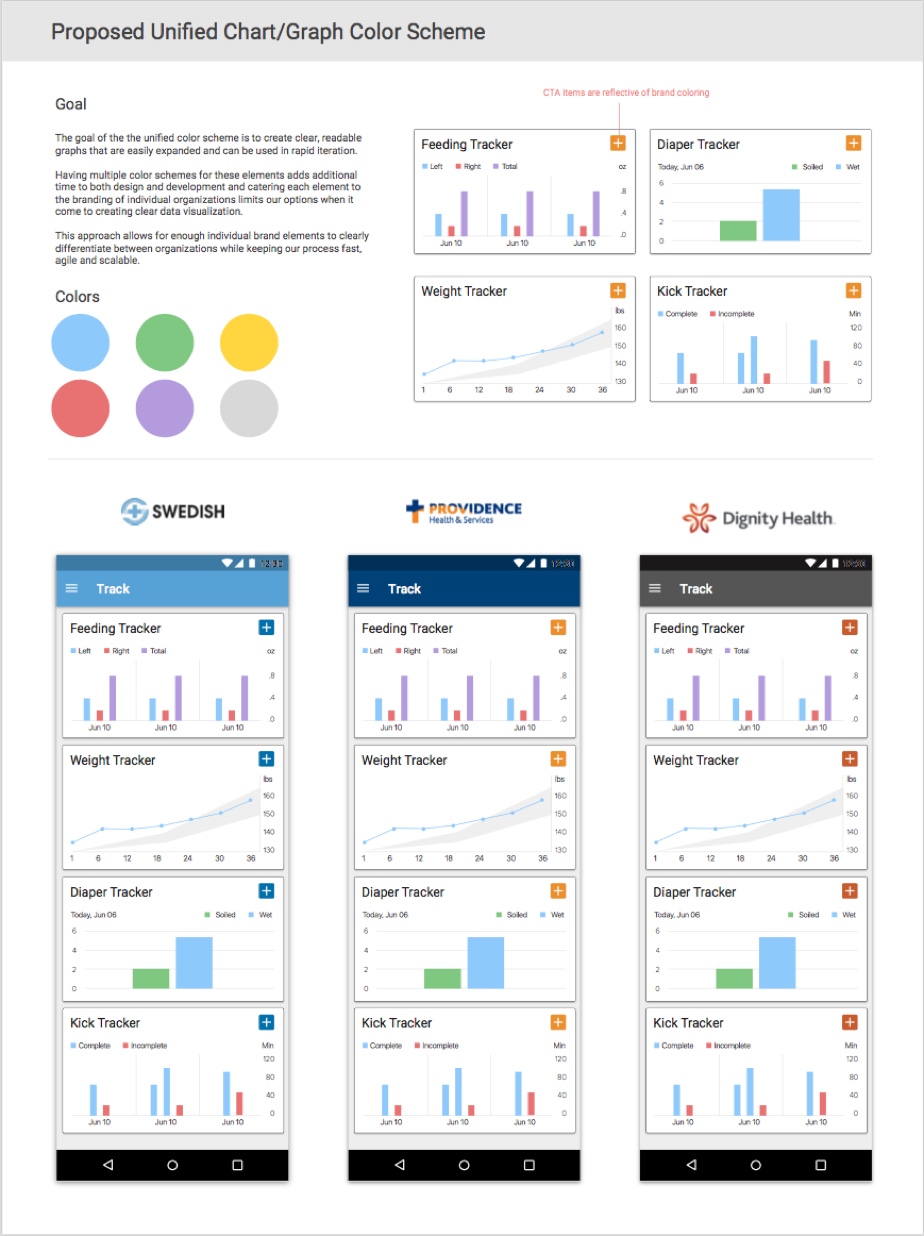 Proposed Unified Chart/Graph Color Scheme
Goal
The goal of the the unified color scheme is to create clear, readable
graphs that are easily expanded and can be used in rapid iteration.
Having multiple color schemes for these elements adds additional
time to both design and development and catering each element to
the branding of individual organizations limits our options when it
come to creating clear data visualization.
This approach allows for enough individual brand elements to clearly
differentiate between organizations while keeping our process fast,
agile and scalable.
Colors
CTA items are reflective of brand coloring
Feeding Tracker
Left Right Total oz
.8
.4
.0
Jun 10 Jun 10 Jun 10
Diaper Tracker
Today, Jun 06 Soiled Wet
6
4
2
0
Weight Tracker
lbs
160
150
140
130
1 6 12 18 24 30 36
Kick Tracker
Complete Incomplete Min
120
80
40
0
Jun 10 Jun 10 Jun 10
SWEDISH
Track
Feeding Tracker
Left Right Total oz
.8
.4
.0
Jun 10 Jun 10 Jun 10
Weight Tracker
lbs
160
150
140
130
1 6 12 18 24 30 36
Diaper Tracker
Today, Jun 06 Soiled Wet
6
4
2
0
Kick Tracker
Complete Incomplete Min
120
80
40
0
Jun 10 Jun 10 Jun 10
PROVIDENCE
Health & Services
Track
Feeding Tracker
Left Right Total oz
.8
.4
.0
Jun 10 Jun 10 Jun 10
Weight Tracker
lbs
160
150
140
130
1 6 12 18 24 30 36
Diaper Tracker
Today, Jun 06 Soiled Wet
6
4
2
0
Kick Tracker
Complete Incomplete Min
120
80
40
0
Jun 10 Jun 10 Jun 10
Dignity Health
Track
Feeding Tracker
Left Right Total oz
.8
.4
.0
Jun 10 Jun 10 Jun 10
Weight Tracker
lbs
160
150
140
130
1 6 12 18 24 30 36
Diaper Tracker
Today, Jun 06 Soiled Wet
6
4
2
0
Kick Tracker
Complete Incomplete Min
120
80
40
0
Jun 10 Jun 10 Jun 10